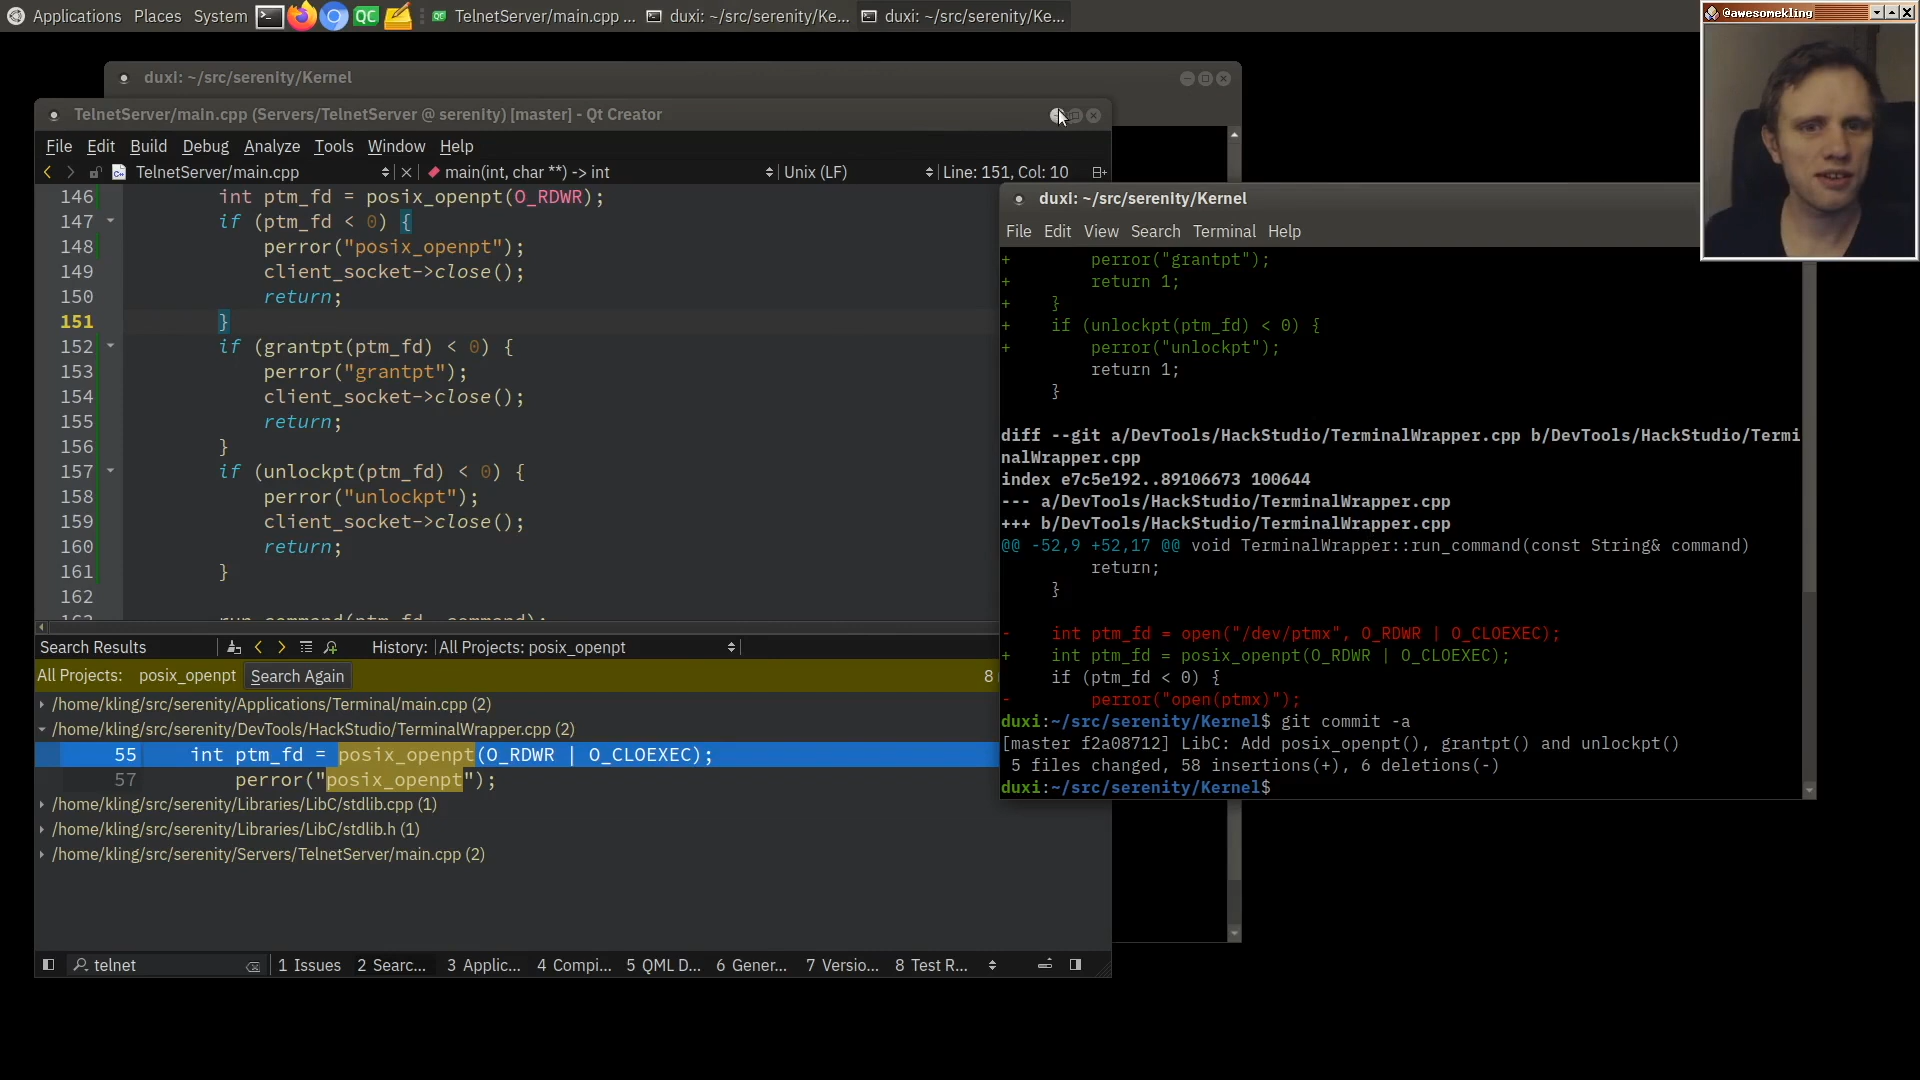 Applications Places System QC TelnetServer/main.cpp ... duxi: ~/src/serenity/Ke... duxi: ~/src/serenity/Ke...
@awesomekling
duxi: ~/src/serenity/Kernel
TelnetServer/main.cpp (Servers/TelnetServer @ serenity) [master] - Qt Creator
File Edit Build Debug Analyze Tools Window Help
TelnetServer/main.cpp main(int, char **) -> int Unix (LF) Line: 151, Col: 10
146 int ptm_fd = posix_openpt(O_RDWR);
147 if (ptm_fd < 0) {
148 perror("posix_openpt");
149 client_socket->close();
150 return;
151 }
152 if (grantpt(ptm_fd) < 0) {
153 perror("grantpt");
154 client_socket->close();
155 return;
156 }
157 if (unlockpt(ptm_fd) < 0) {
158 perror("unlockpt");
159 client_socket->close();
160 return;
161 }
162
Search Results History: All Projects: posix_openpt
All Projects: posix_openpt Search Again 8
/home/kling/src/serenity/Applications/Terminal/main.cpp (2)
/home/kling/src/serenity/DevTools/HackStudio/TerminalWrapper.cpp (2)
55 int ptm_fd = posix_openpt(O_RDWR | O_CLOEXEC);
57 perror("posix_openpt");
/home/kling/src/serenity/Libraries/LibC/stdlib.cpp (1)
/home/kling/src/serenity/Libraries/LibC/stdlib.h (1)
/home/kling/src/serenity/Servers/TelnetServer/main.cpp (2)
telnet 1 Issues 2 Searc... 3 Applic... 4 Compi... 5 QML D... 6 Gener... 7 Versio... 8 Test R...
duxi: ~/src/serenity/Kernel
File Edit View Search Terminal Help
+ perror("grantpt");
+ return 1;
+ }
+ if (unlockpt(ptm_fd) < 0) {
+ perror("unlockpt");
return 1;
}
diff --git a/DevTools/HackStudio/TerminalWrapper.cpp b/DevTools/HackStudio/Termi
nalWrapper.cpp
index e7c5e192..89106673 100644
--- a/DevTools/HackStudio/TerminalWrapper.cpp
+++ b/DevTools/HackStudio/TerminalWrapper.cpp
@@ -52,9 +52,17 @@ void TerminalWrapper::run_command(const String& command)
return;
}
- int ptm_fd = open("/dev/ptmx", O_RDWR | O_CLOEXEC);
+ int ptm_fd = posix_openpt(O_RDWR | O_CLOEXEC);
if (ptm_fd < 0) {
- perror("open(ptmx)");
duxi:~/src/serenity/Kernel$ git commit -a
[master f2a08712] LibC: Add posix_openpt(), grantpt() and unlockpt()
5 files changed, 58 insertions(+), 6 deletions(-)
duxi:~/src/serenity/Kernel$